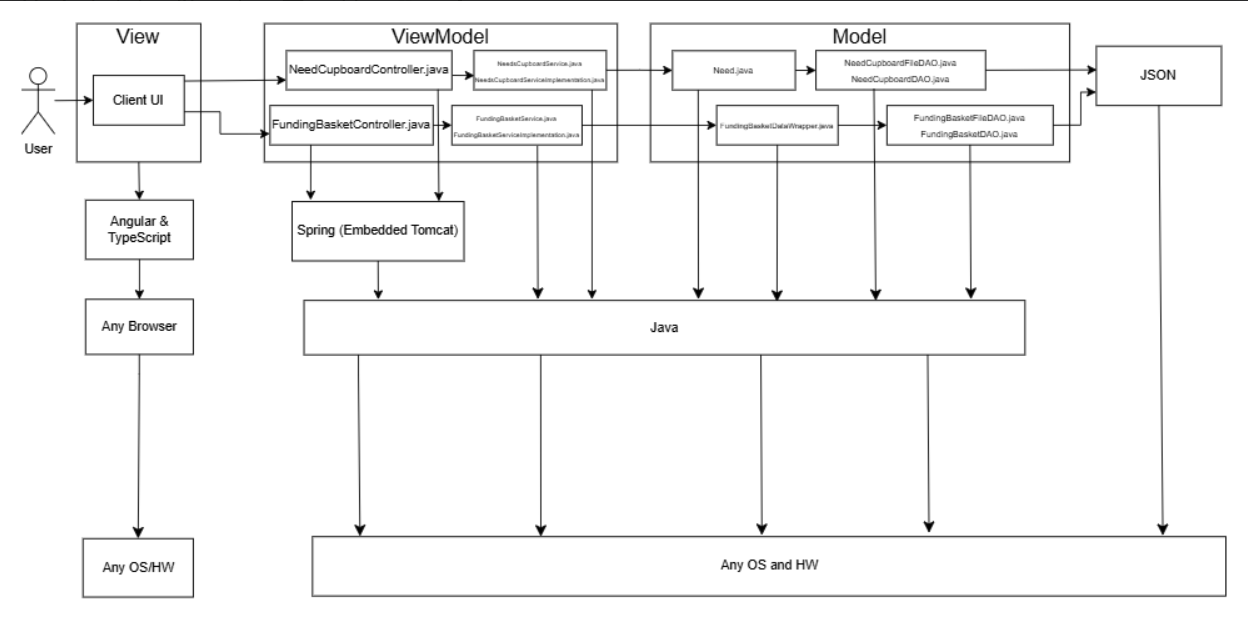 View
ViewModel
Model
User
Client UI
NeedCupboardController.java
NeedsCupboardService.java
NeedsCupboardServiceImplementation.java
Need.java
NeedCupboardFileDAO.java
NeedCupboardDAO.java
JSON
FundingBasketController.java
FundingBasketService.java
FundingBasketServiceImplementation.java
FundingBasketDataWrapper.java
FundingBasketFileDAO.java
FundingBasketDAO.java
Angular &
TypeScript
Spring (Embedded Tomcat)
Any Browser
Java
Any OS/HW
Any OS and HW